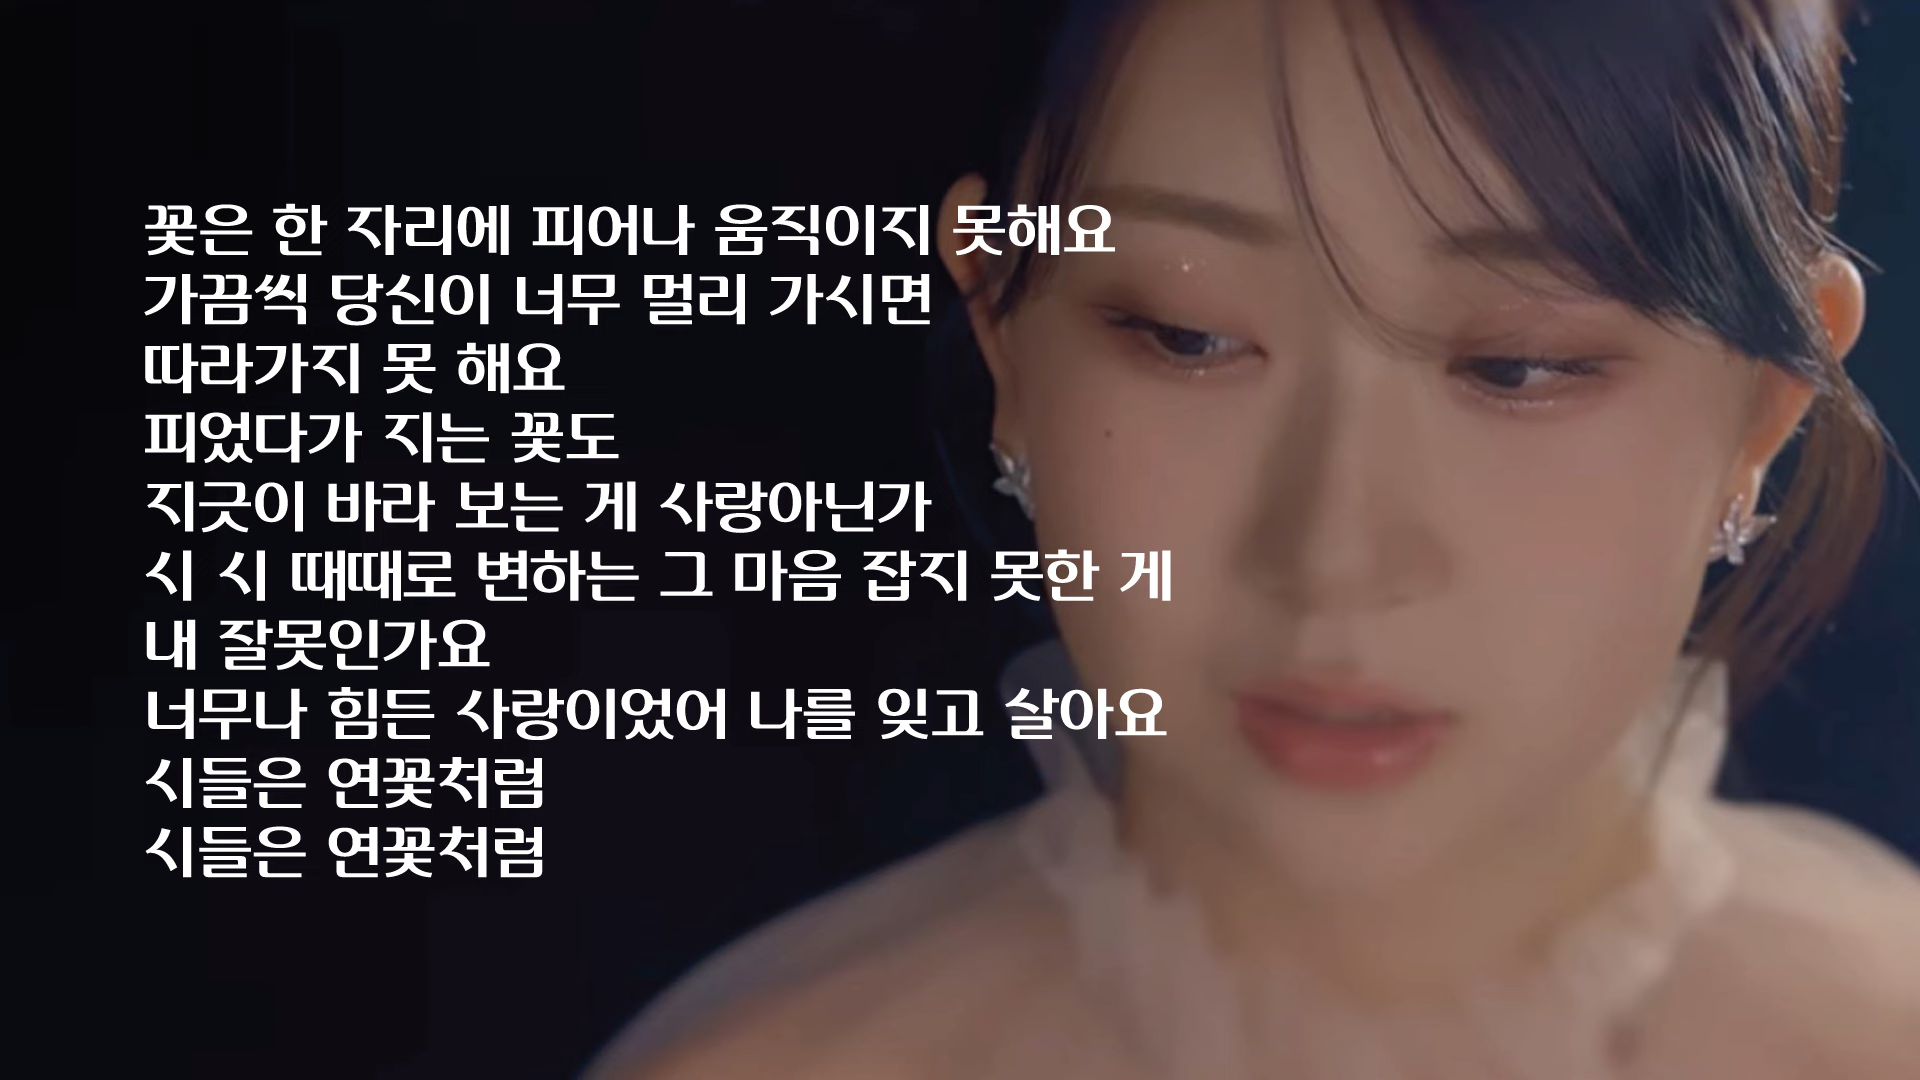 꽃은 한 자리에 피어나 움직이지 못해요
가끔씩 당신이 너무 멀리 가시면
따라가지 못 해요
피었다가 지는 꽃도
지긋이 바라 보는 게 사랑아닌가
시 시 때때로 변하는 그 마음 잡지 못한 게
내 잘못인가요
너무나 힘든 사랑이었어 나를 잊고 살아요
시들은 연꽃처럼
시들은 연꽃처럼